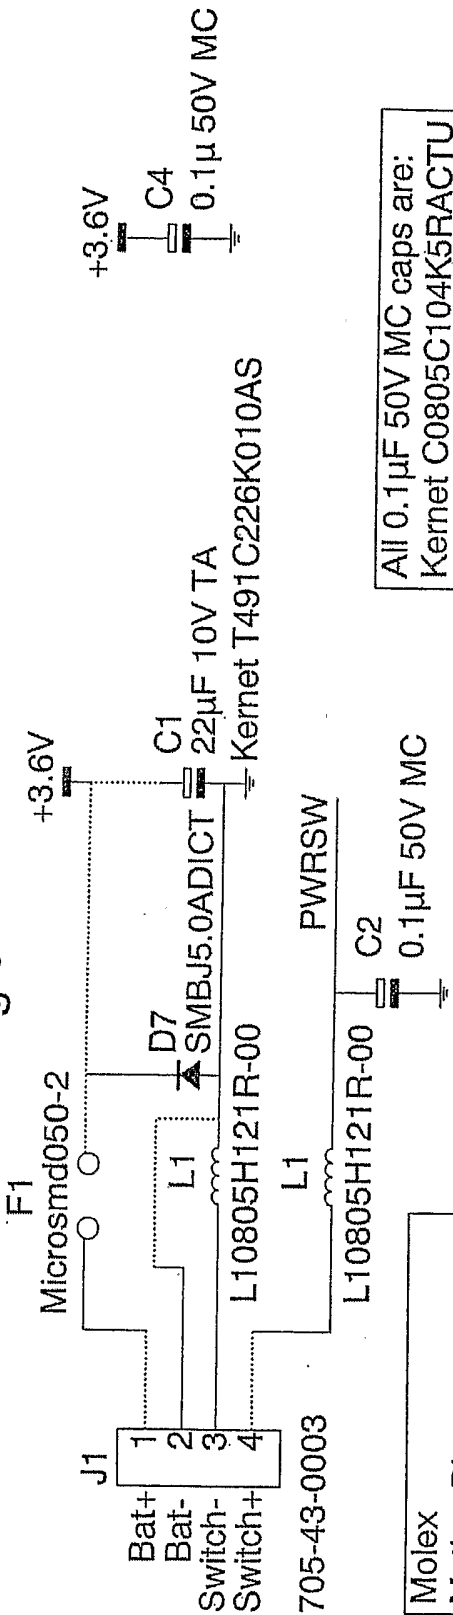 F1
Microsmd050-2
+3.6V
+3.6V
C4
0.1µ 50V MC
J1
Bat+ 1
Bat- 2
Switch- 3
Switch+ 4
705-43-0003
D7
SMBJ5.0ADICT
C1
22µF 10V TA
Kernet T491C226K010AS
L1
L10805H121R-00
L1
L10805H121R-00
PWRSW
C2
0.1µF 50V MC
All 0.1µF 50V MC caps are:
Kernet C0805C104K5RACTU
Molex